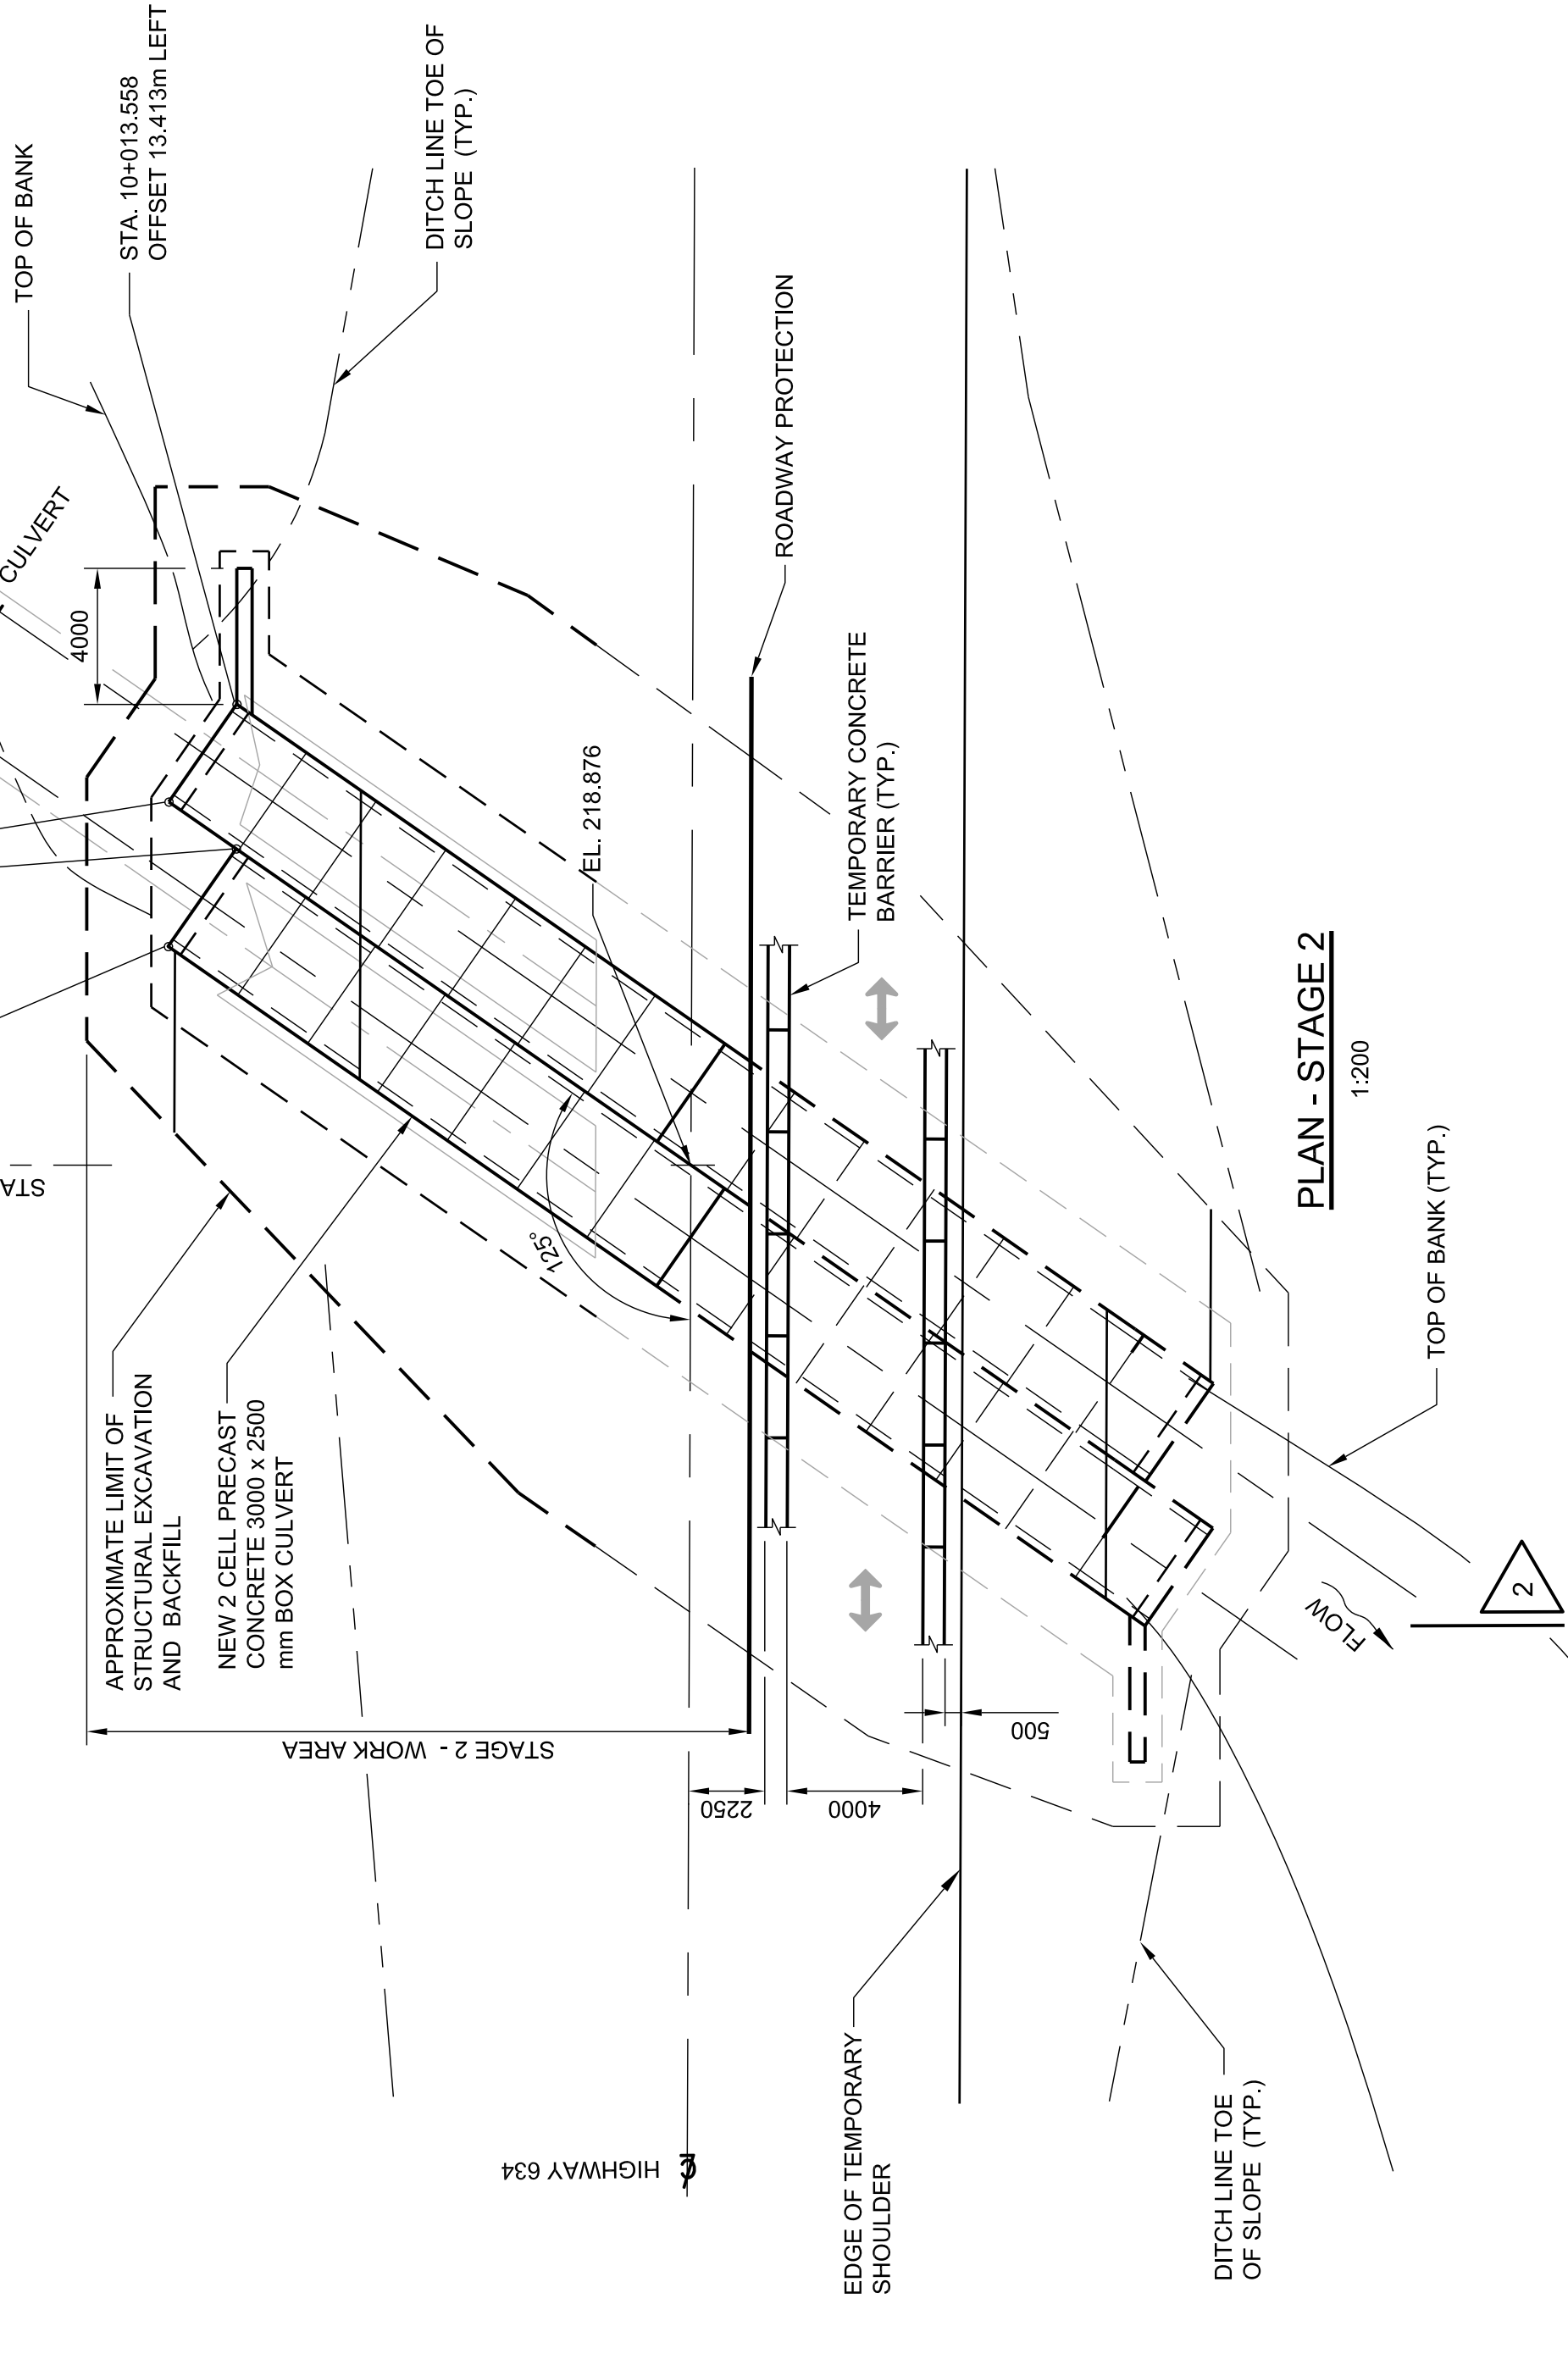 TOP OF BANK
STA. 10+013.558
OFFSET 13.413m LEFT
DITCH LINE TOE OF
SLOPE (TYP.)
CULVERT
4000
ROADWAY PROTECTION
TEMPORARY CONCRETE
BARRIER (TYP.)
EL. 218.876
STA
125°
APPROXIMATE LIMIT OF
STRUCTURAL EXCAVATION
AND BACKFILL
NEW 2 CELL PRECAST
CONCRETE 3000 x 2500
mm BOX CULVERT
STAGE 2 - WORK AREA
2250
4000
500
HIGHWAY 634
EDGE OF TEMPORARY
SHOULDER
DITCH LINE TOE
OF SLOPE (TYP.)
TOP OF BANK (TYP.)
FLOW
2
PLAN - STAGE 2
1:200